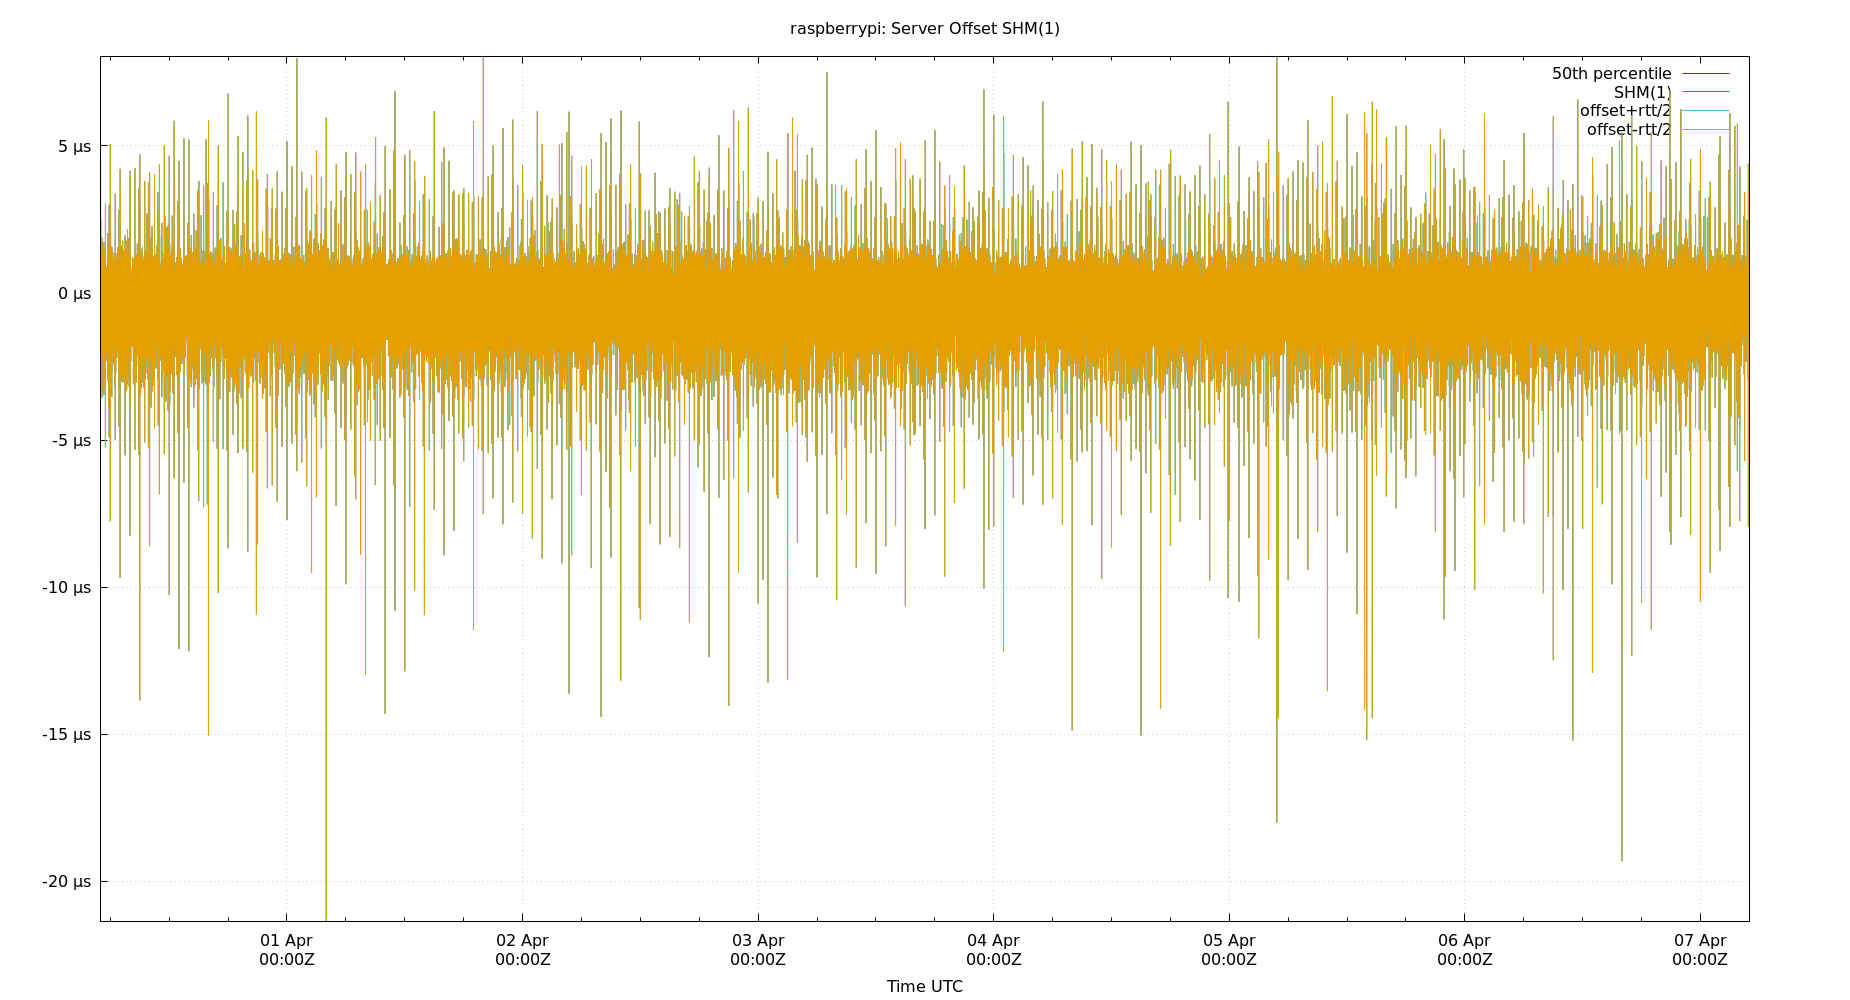 raspberrypi: Server Offset SHM(1)
50th percentile
SHM(1)
offset+rtt/2
offset-rtt/2
5 µs
0 µs
-5 µs
-10 µs
-15 µs
-20 µs
01 Apr 02 Apr 03 Apr 04 Apr 05 Apr 06 Apr 07 Apr
00:00Z 00:00Z 00:00Z 00:00Z 00:00Z 00:00Z 00:00Z
Time UTC